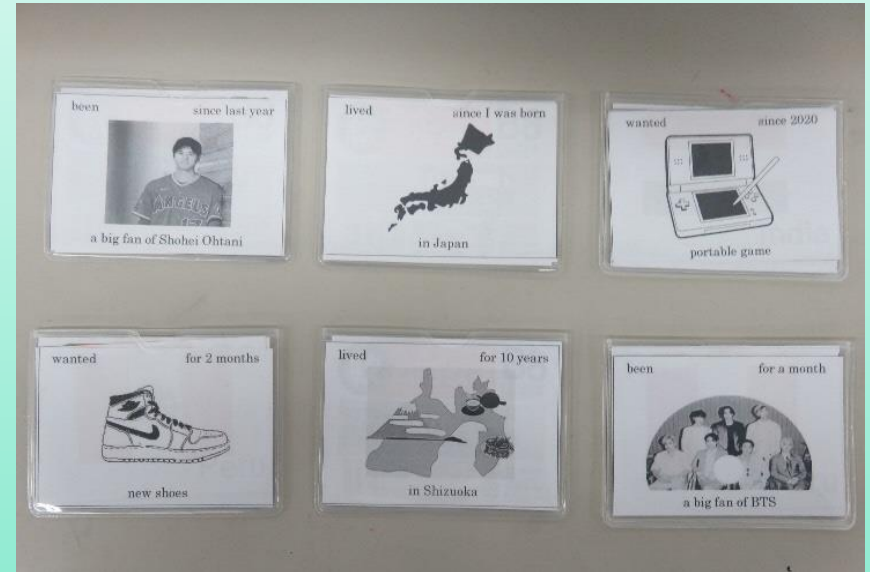 been since last year
ANGELS
17
a big fan of Shohei Ohtani
lived since I was born
in Japan
wanted since 2020
portable game
wanted for 2 months
new shoes
lived for 10 years
in Shizuoka
been for a month
a big fan of BTS